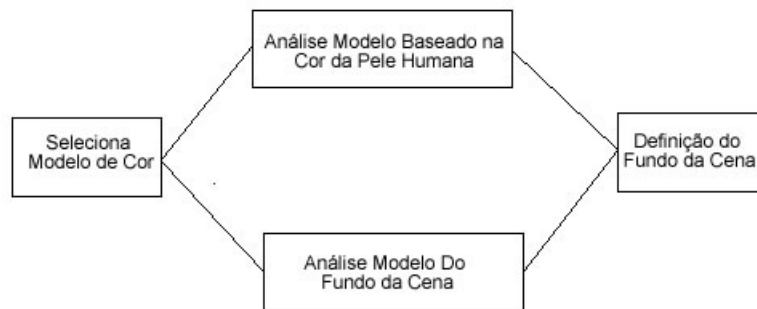 Análise Modelo Baseado na
Cor da Pele Humana
Seleciona
Modelo de Cor
Definição do
Fundo da Cena
Análise Modelo Do
Fundo da Cena